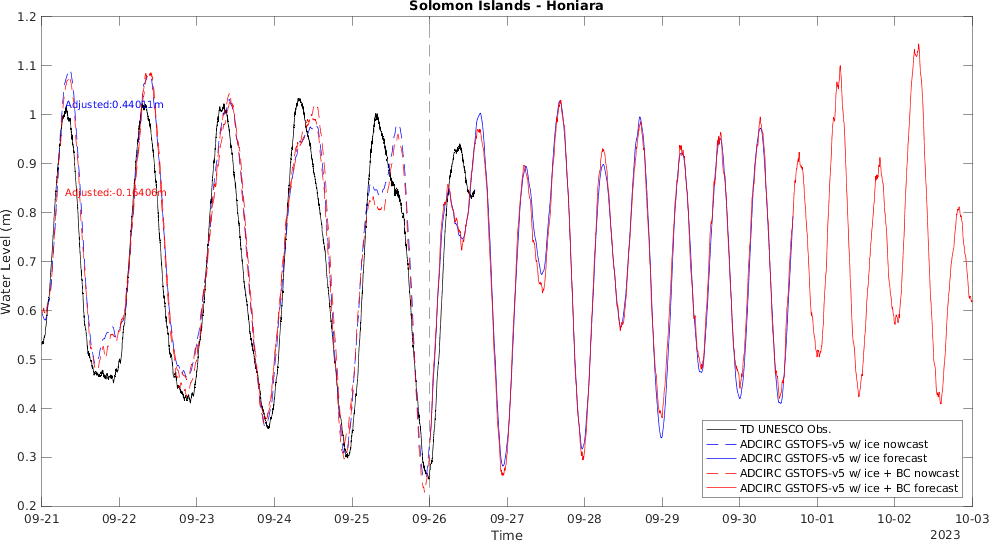 Solomon Islands - Honiara
1.2
1.1
1
0.9
0.8
0.7
0.6
0.5
0.4
0.3
0.2
Water Level (m)
Adjusted:0.44011m
Adjusted:-0.16406m
TD UNESCO Obs.
ADCIRC GSTOFS-v5 w/ ice nowcast
ADCIRC GSTOFS-v5 w/ ice forecast
ADCIRC GSTOFS-v5 w/ ice + BC nowcast
ADCIRC GSTOFS-v5 w/ ice + BC forecast
09-21 09-22 09-23 09-24 09-25 09-26 09-27 09-28 09-29 09-30 10-01 10-02 10-03
Time
2023